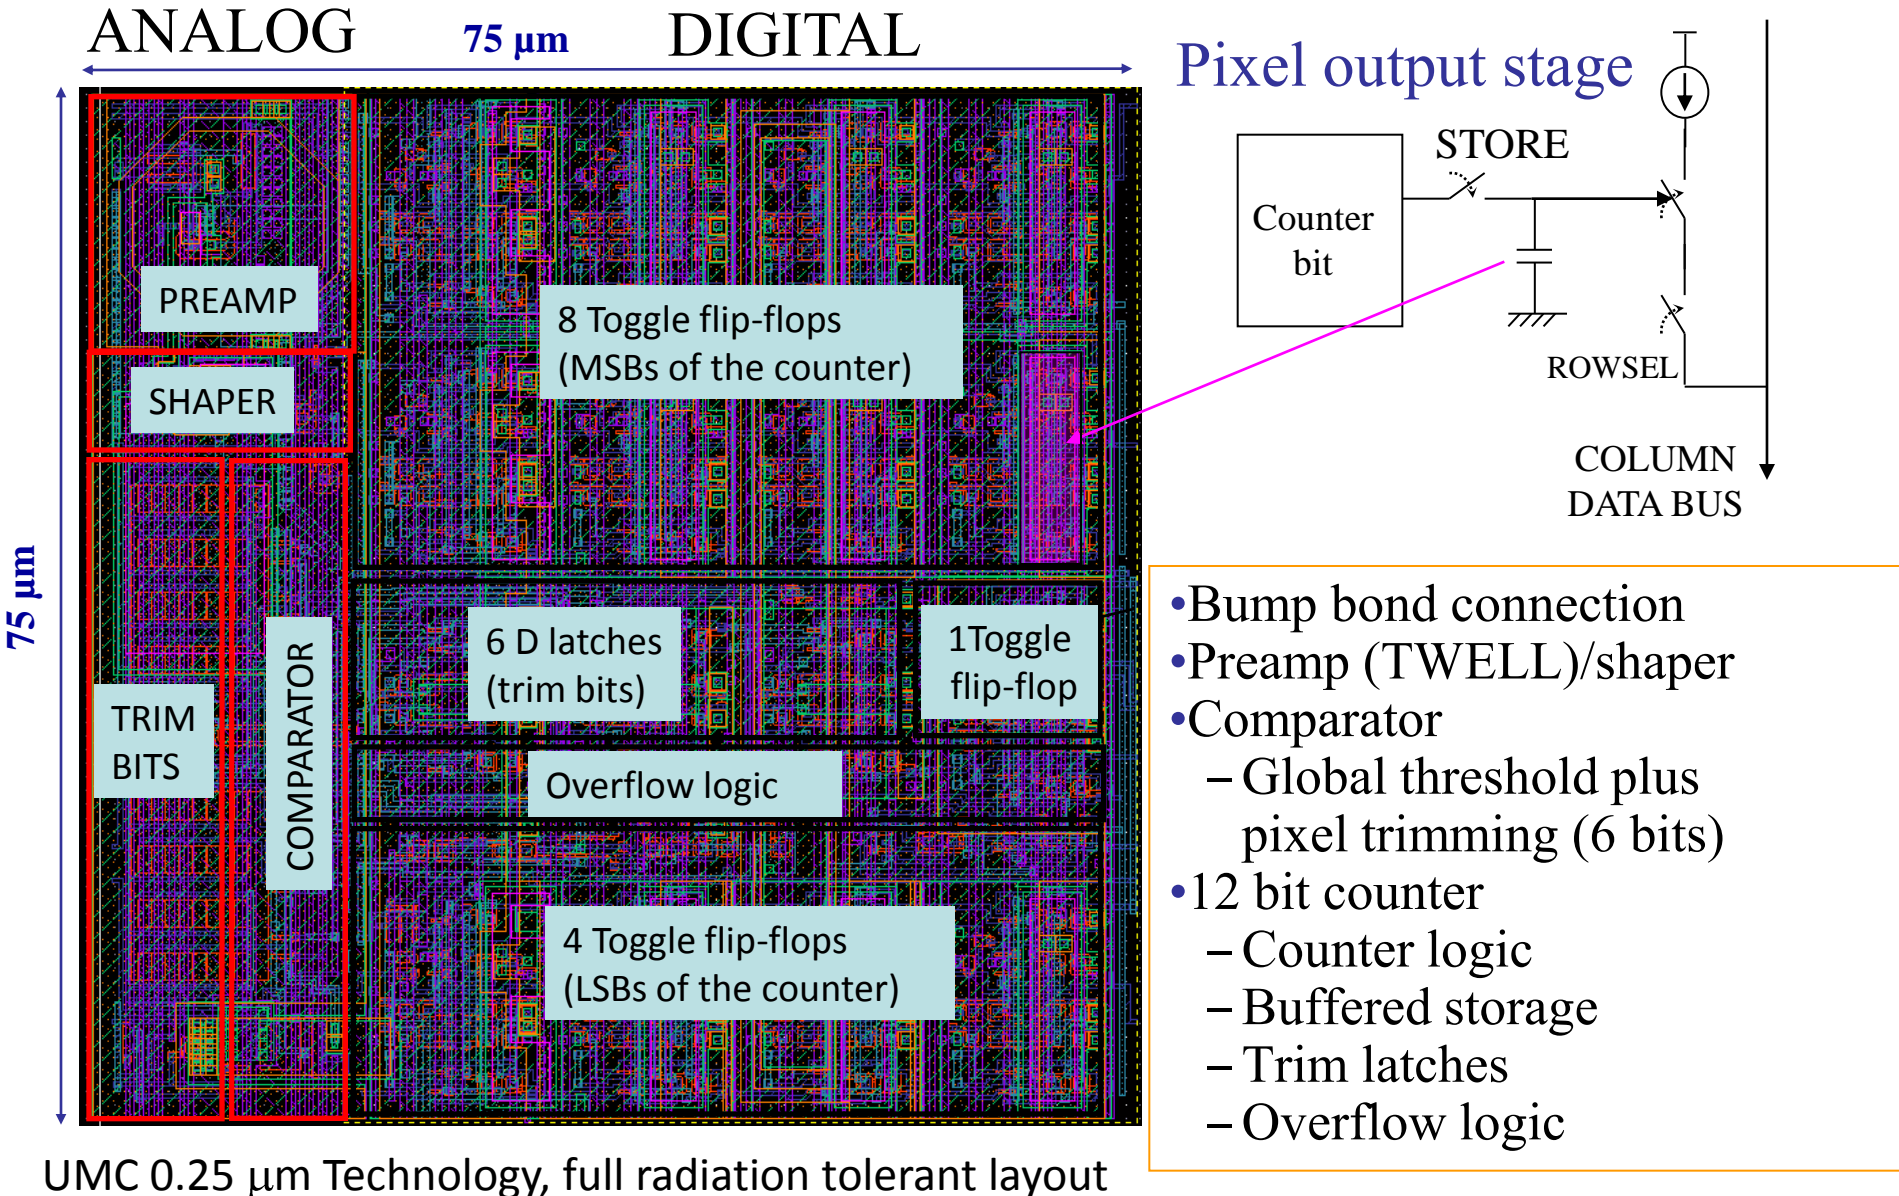 ANALOG
75 µm
DIGITAL
75 µm
PREAMP
SHAPER
TRIM
BITS
COMPARATOR
8 Toggle flip-flops
(MSBs of the counter)
6 D latches
(trim bits)
1Toggle
flip-flop
Overflow logic
4 Toggle flip-flops
(LSBs of the counter)
UMC 0.25 µm Technology, full radiation tolerant layout
Pixel output stage
STORE
Counter
bit
ROWSEL
COLUMN
DATA BUS
•Bump bond connection
•Preamp (TWELL)/shaper
•Comparator
– Global threshold plus
pixel trimming (6 bits)
•12 bit counter
– Counter logic
– Buffered storage
– Trim latches
– Overflow logic